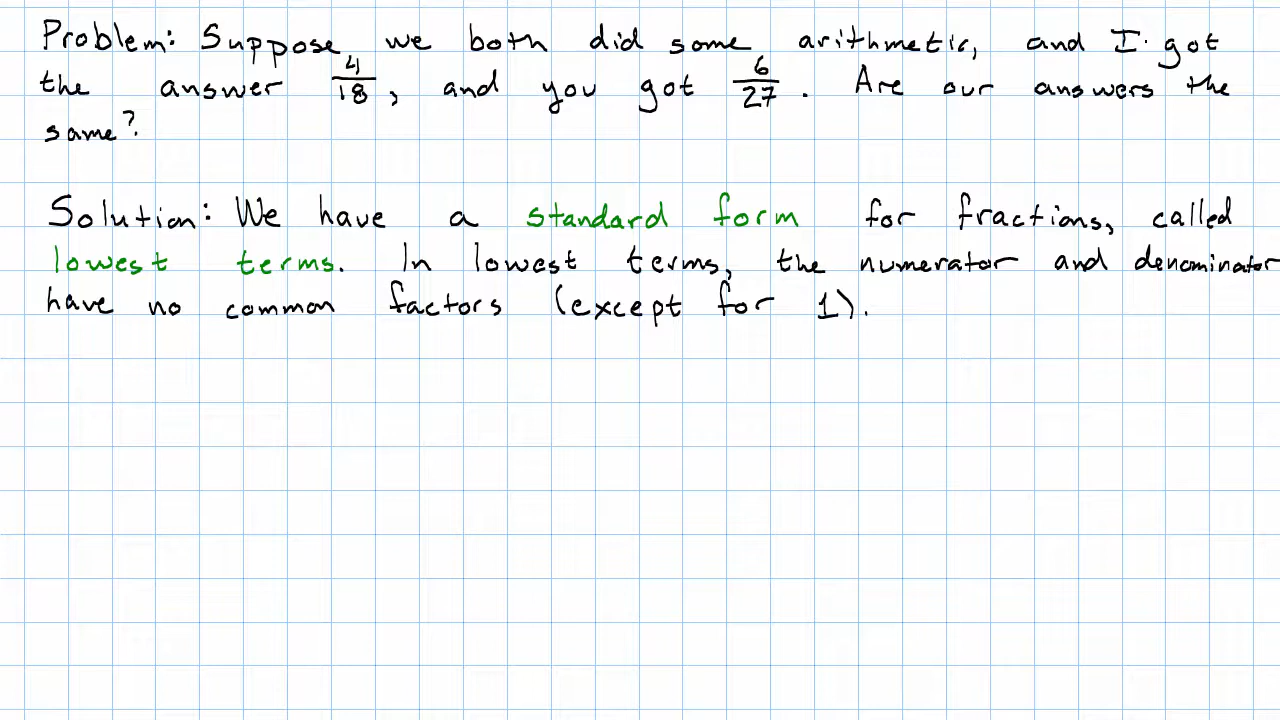 Problem: Suppose we both did some arithmetic, and I got
the answer 4/18, and you got 6/27. Are our answers the
same?
Solution: We have a standard form for fractions, called
lowest terms. In lowest terms, the numerator and denominator
have no common factors (except for 1).